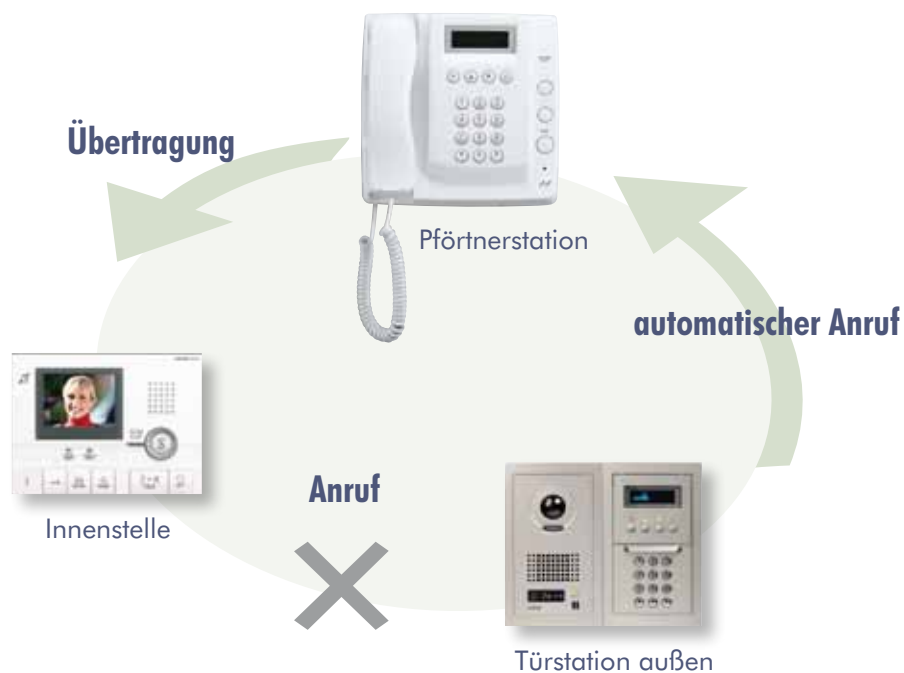 Übertragung
Pförtnerstation
automatischer Anruf
Anruf
Innenstelle
Türstation außen